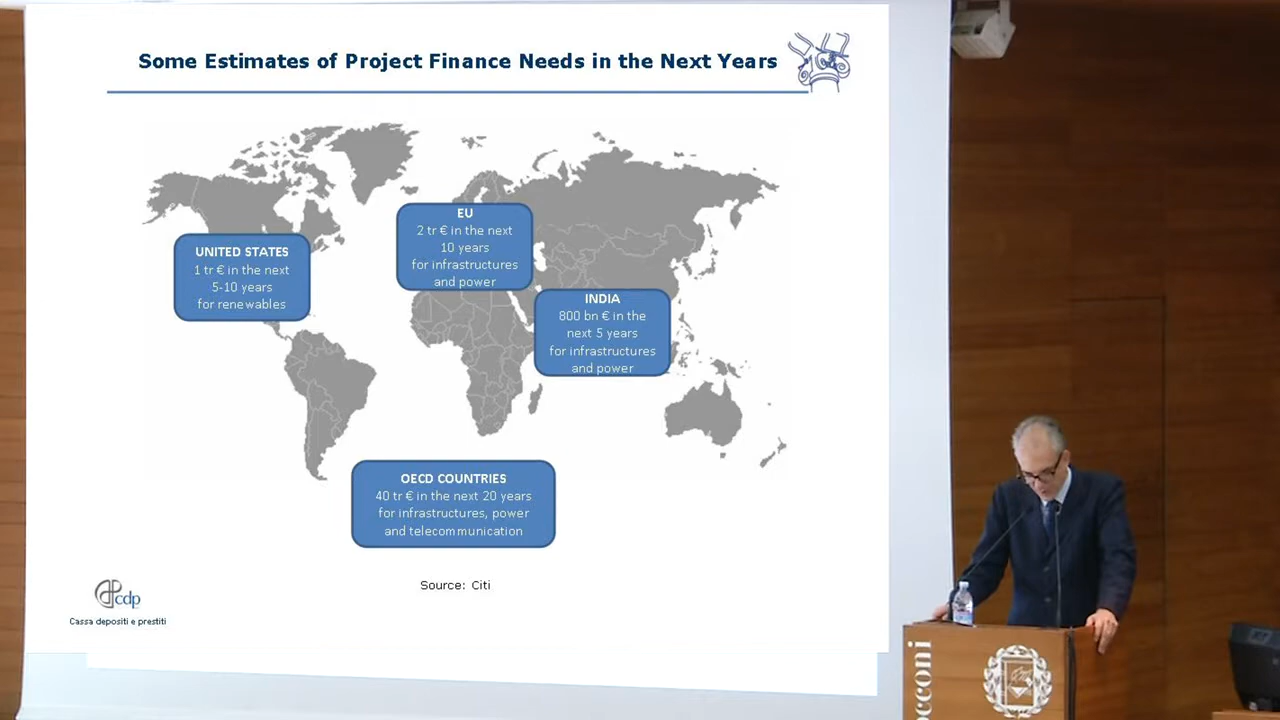 Some Estimates of Project Finance Needs in the Next Years
EU
2 tr € in the next
10 years
for infrastructures
and power
UNITED STATES
1 tr € in the next
5-10 years
for renewables
INDIA
800 bn € in the
next 5 years
for infrastructures
and power
OECD COUNTRIES
40 tr € in the next 20 years
for infrastructures, power
and telecommunication
Source: Citi
cdp
Cassa depositi e prestiti
occoni